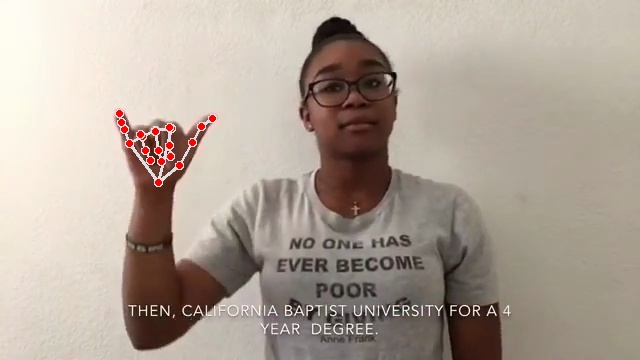 NO ONE HAS
EVER BECOME
POOR
THEN, CALIFORNIA BAPTIST UNIVERSITY FOR A 4
YEAR DEGREE.
Anne Frank